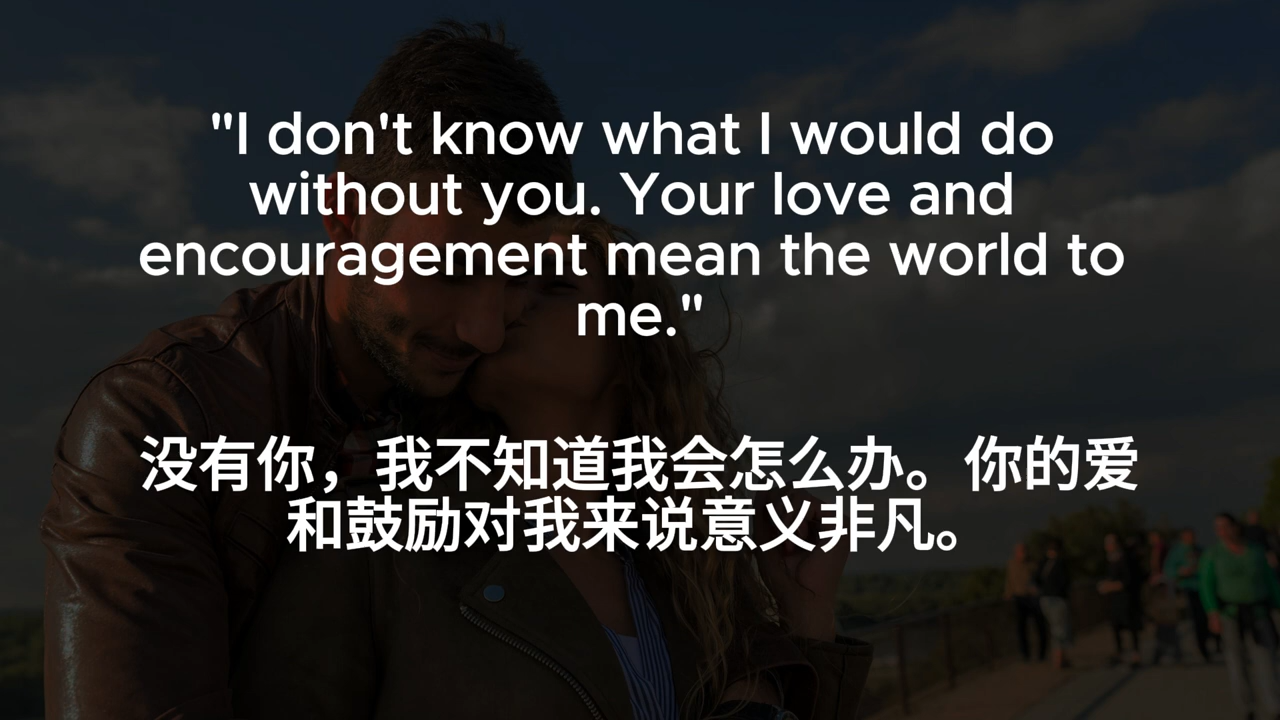 "I don't know what I would do
without you. Your love and
encouragement mean the world to
me."
没有你，我不知道我会怎么办。你的爱
和鼓励对我来说意义非凡。